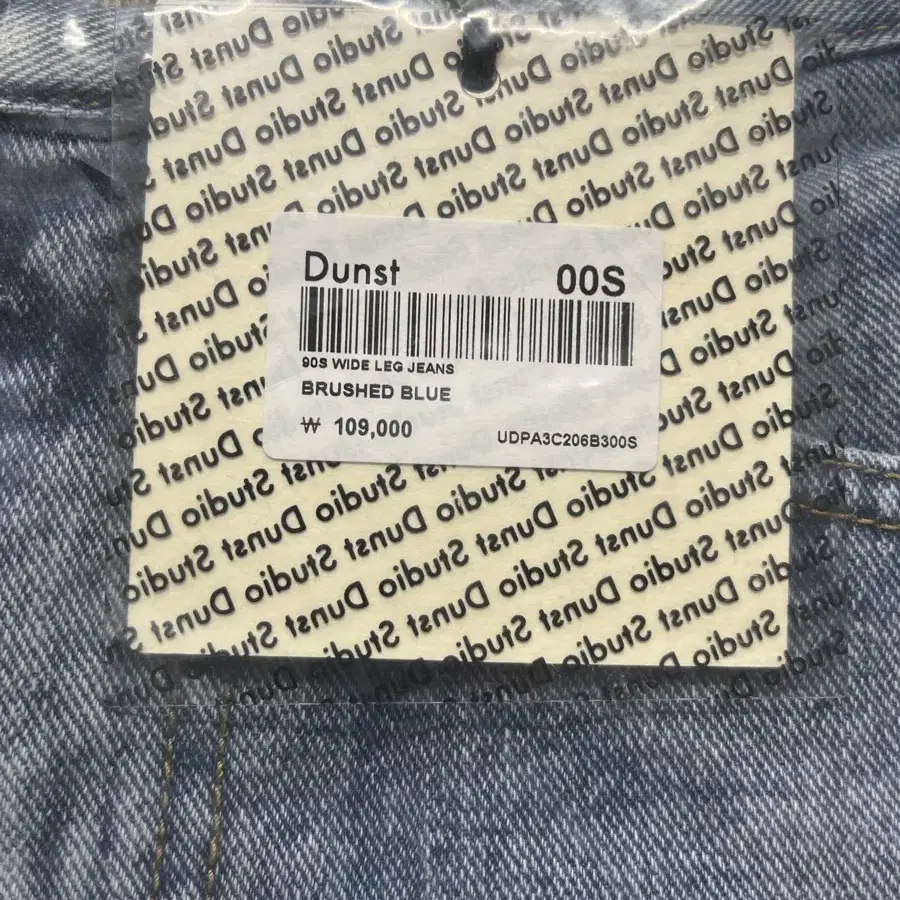 Dunst 00S
90S WIDE LEG JEANS
BRUSHED BLUE
₩ 109,000
UDPA3C206B300S
Dunst Studio Dunst Studio Dunst Studio